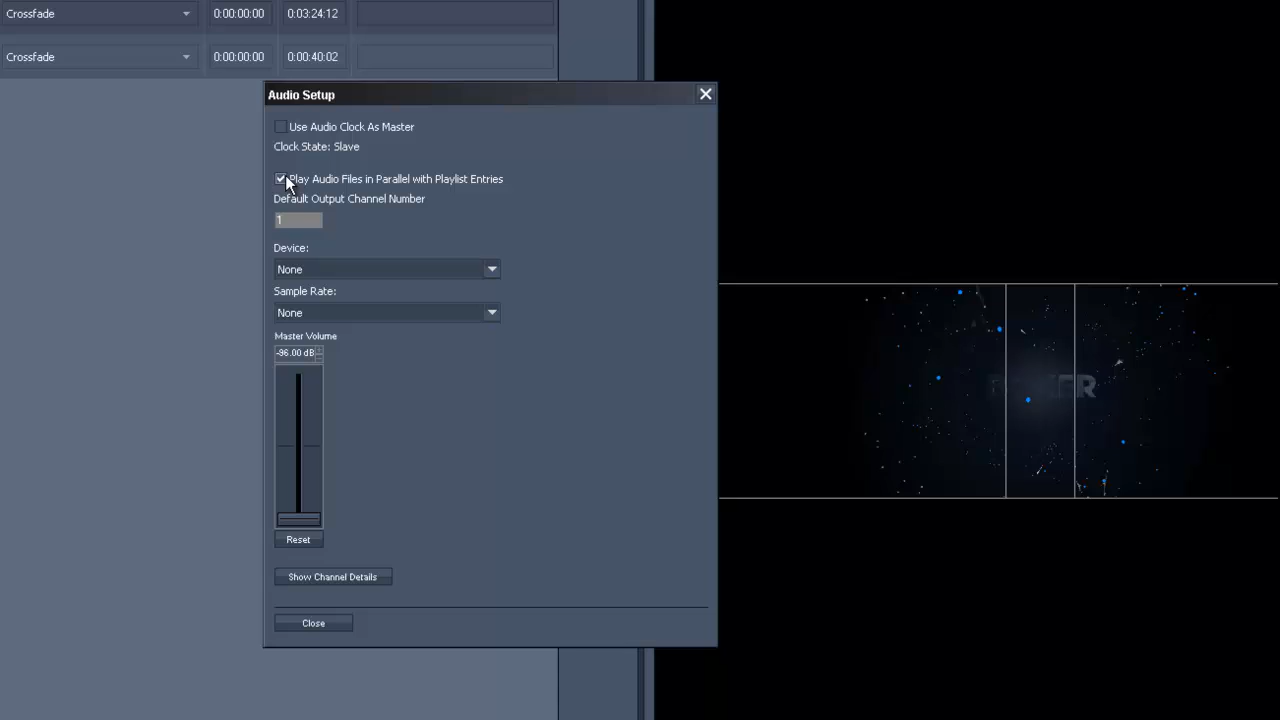 Crossfade 0:00:00:00 0:03:24:12
Crossfade 0:00:00:00 0:00:40:02
Audio Setup
Use Audio Clock As Master
Clock State: Slave
Play Audio Files in Parallel with Playlist Entries
Default Output Channel Number
1
Device:
None
Sample Rate:
None
Master Volume
-96.00 dB
Reset
Show Channel Details
Close